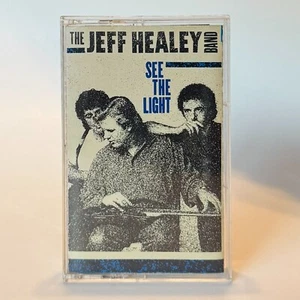 THE JEFF HEALEY BAND
SEE
THE
LIGHT